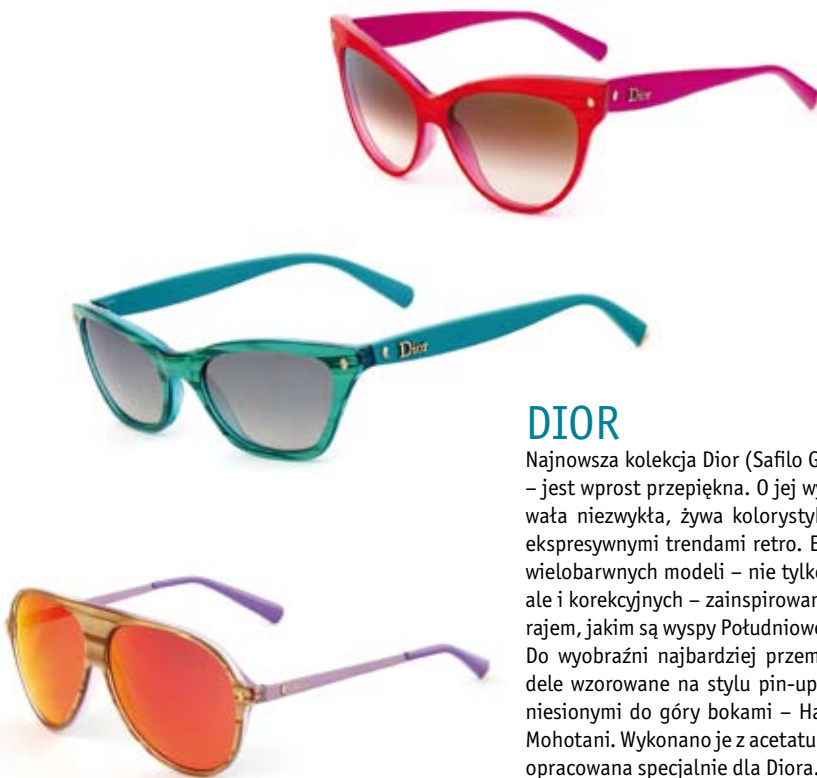 Dior
Dior
DIOR
Najnowsza kolekcja Dior (Safilo G
– jest wprost przepiękna. O jej wy
wała niezwykła, żywa kolorystyk
ekspresywnymi trendami retro. E
wielobarwnych modeli – nie tylko
ale i korekcyjnych – zainspirowan
rajem, jakim są wyspy Południowe
Do wyobraźni najbardziej przem
dele wzorowane na stylu pin-up
niesionymi do góry bokami – Ha
Mohotani. Wykonano je z acetatu
opracowana specjalnie dla Diora.